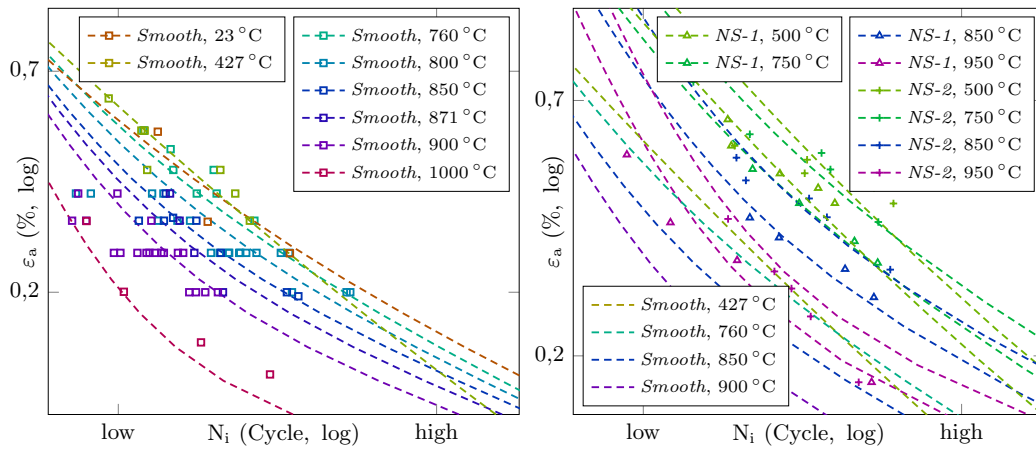 Smooth, 23 °C
Smooth, 427 °C
Smooth, 760 °C
Smooth, 800 °C
Smooth, 850 °C
Smooth, 871 °C
Smooth, 900 °C
Smooth, 1000 °C
0,7
0,2
εa (%, log)
low
Ni (Cycle, log)
high
NS-1, 500 °C
NS-1, 750 °C
NS-1, 850 °C
NS-1, 950 °C
NS-2, 500 °C
NS-2, 750 °C
NS-2, 850 °C
NS-2, 950 °C
Smooth, 427 °C
Smooth, 760 °C
Smooth, 850 °C
Smooth, 900 °C
0,7
0,2
εa (%, log)
low
Ni (Cycle, log)
high